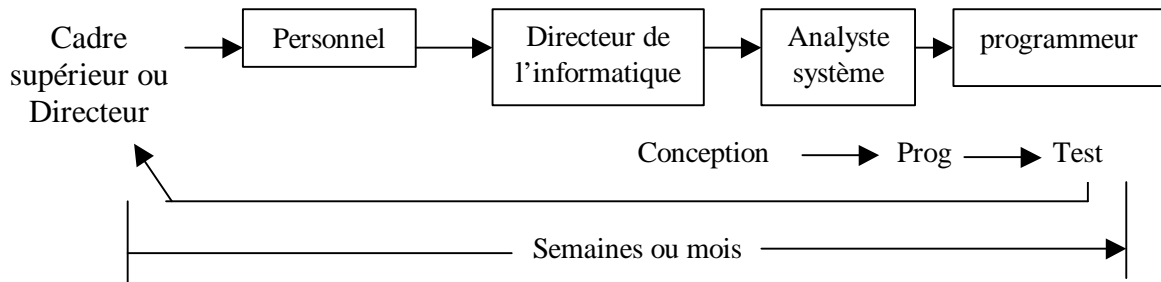 Cadre
supérieur ou
Directeur
Personnel
Directeur de
l’informatique
Analyste
système
programmeur
Conception
Prog
Test
Semaines ou mois